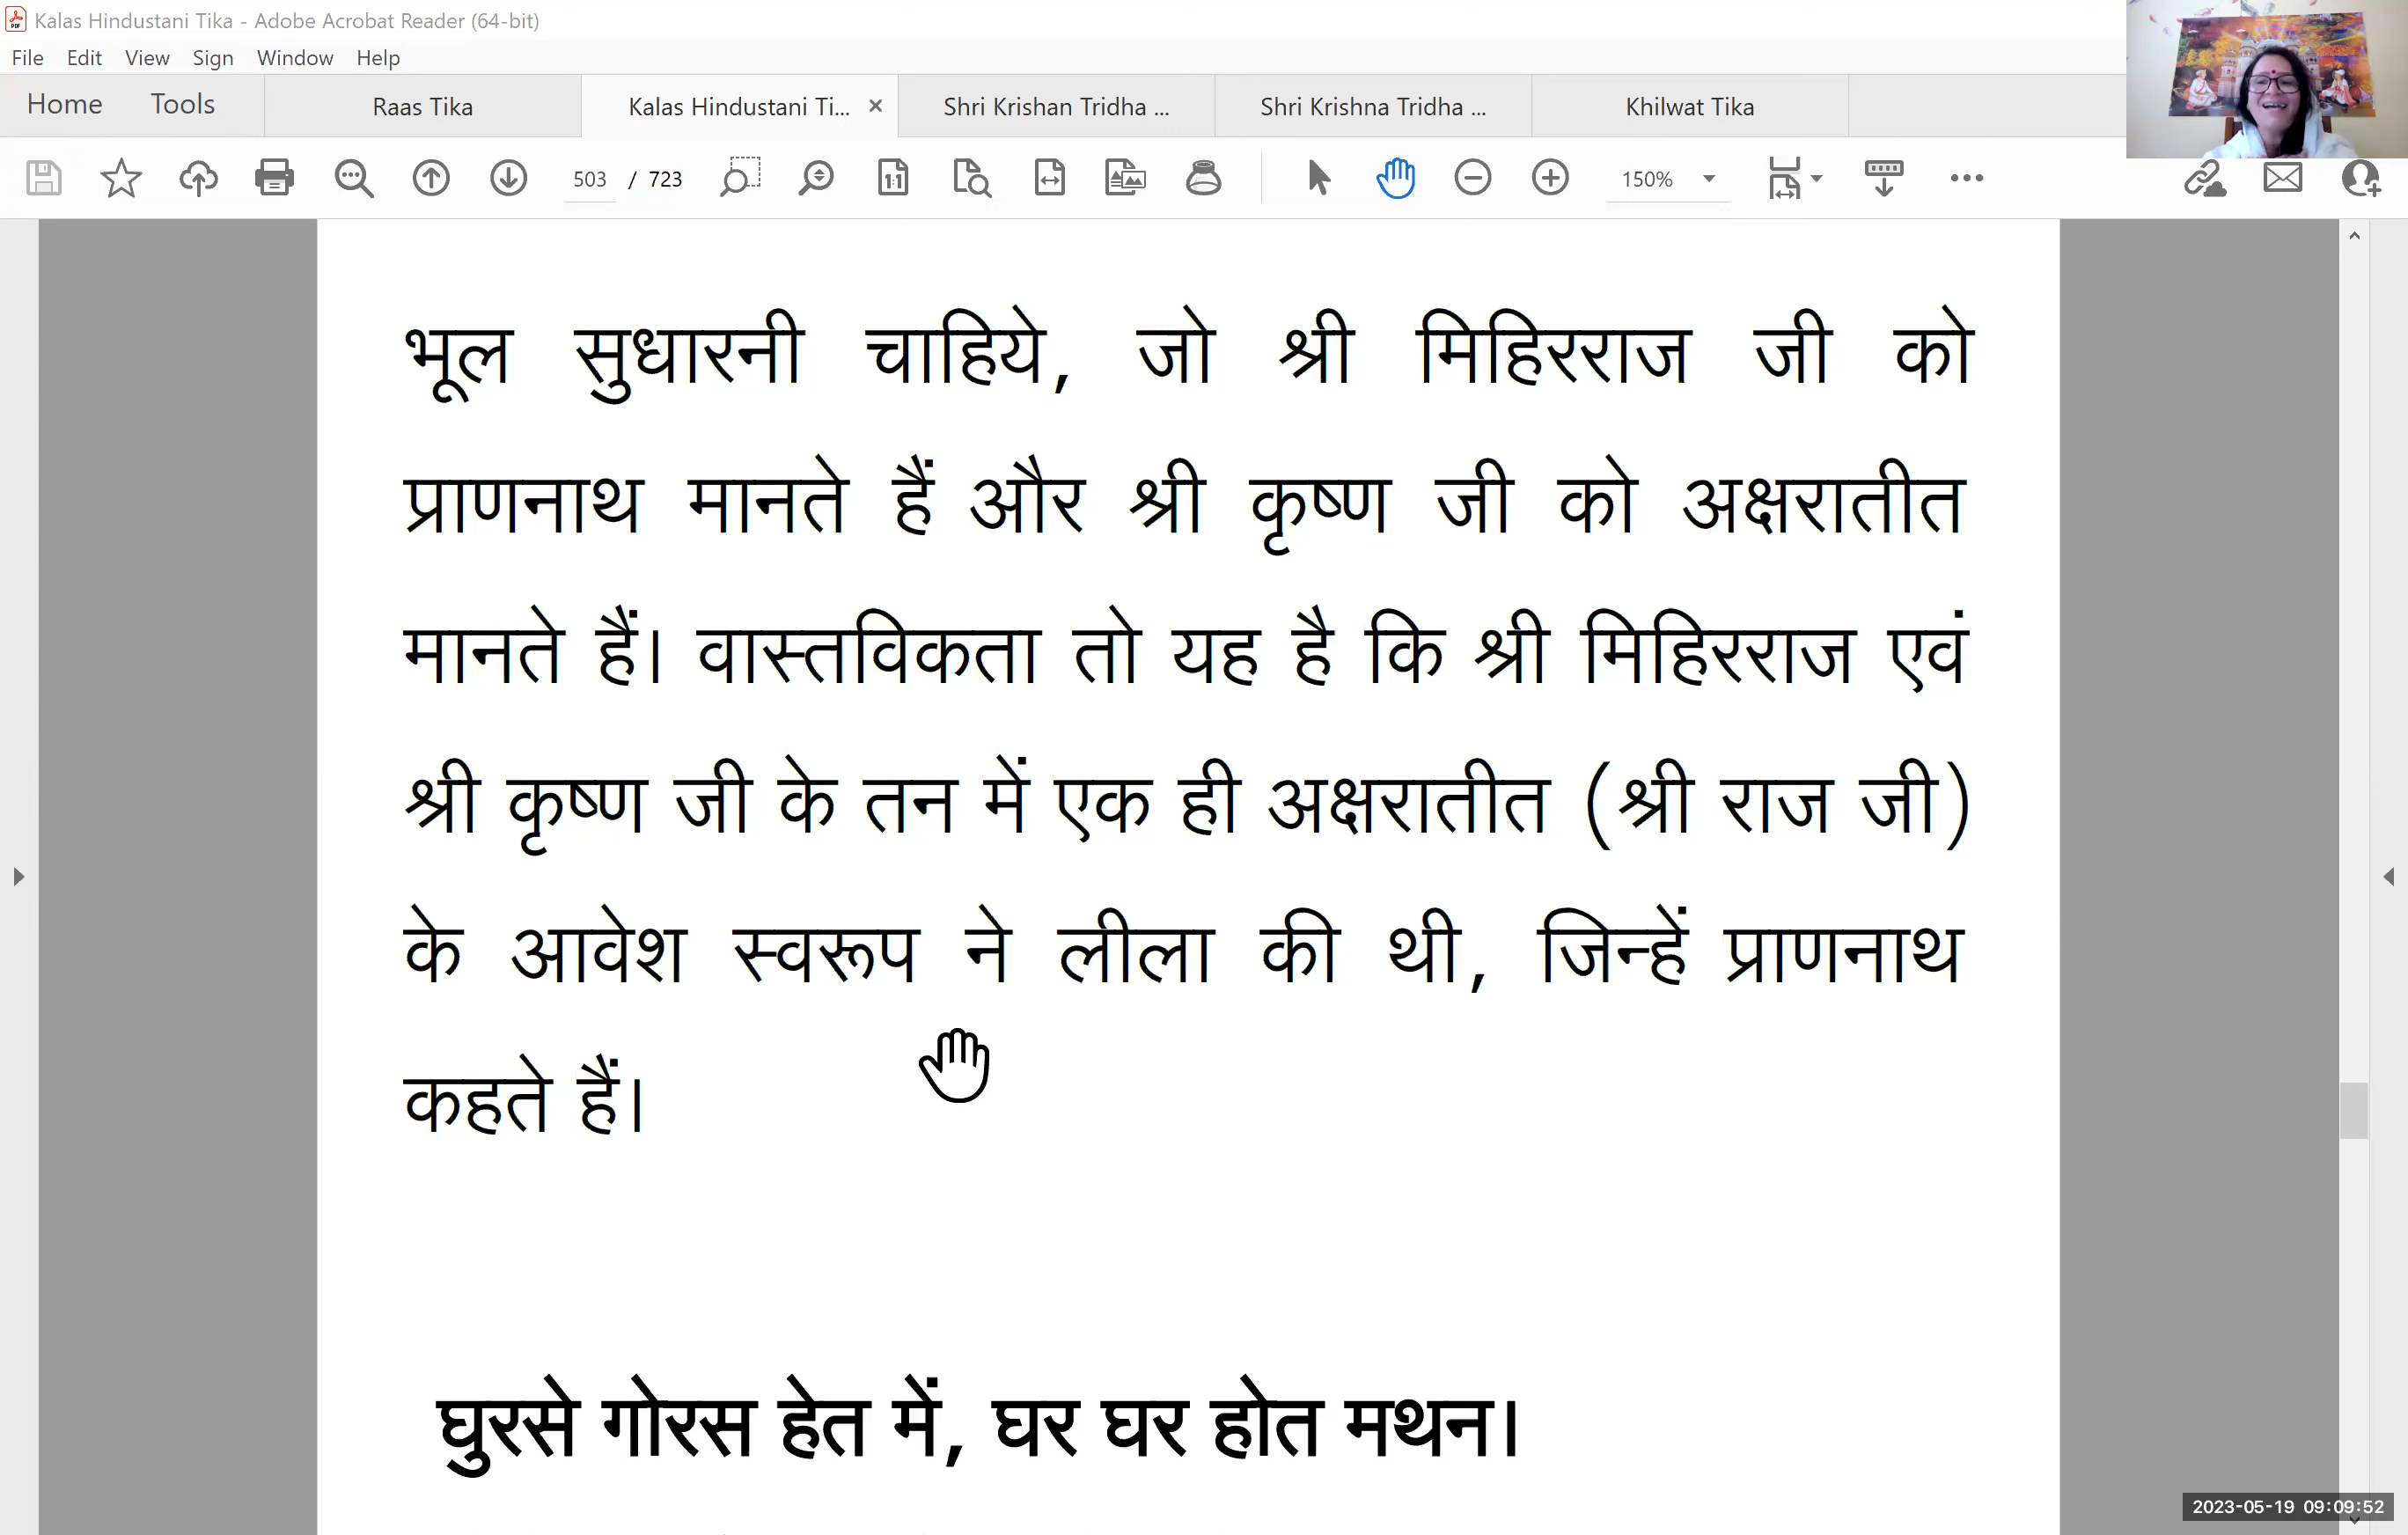 Kalas Hindustani Tika - Adobe Acrobat Reader (64-bit)
File Edit View Sign Window Help
Home Tools Raas Tika Kalas Hindustani Ti... Shri Krishan Tridha ... Shri Krishna Tridha ... Khilwat Tika
503 / 723 150%
भूल सुधारनी चाहिये, जो श्री मिहिरराज जी को
प्राणनाथ मानते हैं और श्री कृष्ण जी को अक्षरातीत
मानते हैं। वास्तविकता तो यह है कि श्री मिहिरराज एवं
श्री कृष्ण जी के तन में एक ही अक्षरातीत (श्री राज जी)
के आवेश स्वरूप ने लीला की थी, जिन्हें प्राणनाथ
कहते हैं।
घुरसे गोरस हेत में, घर घर होत मथन।
2023-05-19 09:09:52